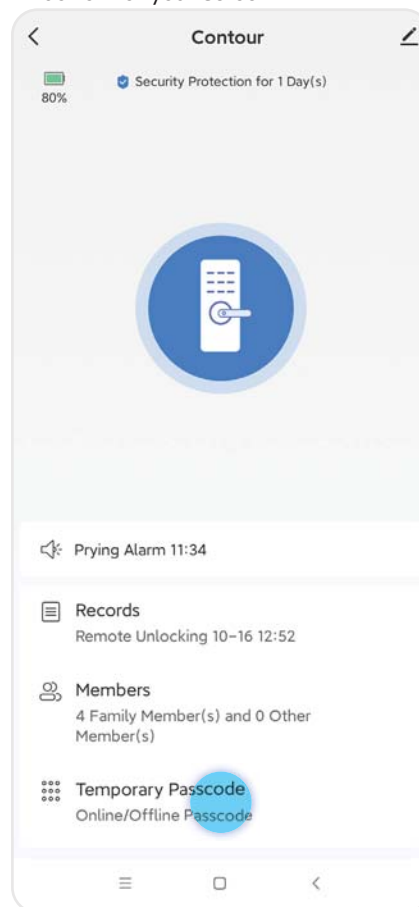 Contour
80%
Security Protection for 1 Day(s)
Prying Alarm 11:34
Records
Remote Unlocking 10-16 12:52
Members
4 Family Member(s) and 0 Other
Member(s)
Temporary Passcode
Online/Offline Passcode